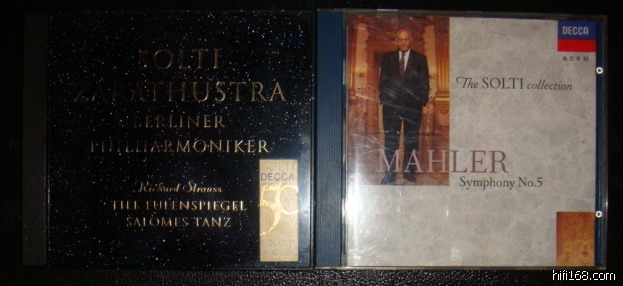 SOLTI
ZARATHUSTRA
BERLINER
PHILHARMONIKER
Richard Strauss
TILL EULENSPIEGEL
SALOMES TANZ
DECCA
50
DECCA
ADRM
The SOLTI collection
MAHLER
Symphony No.5
hifi168.com